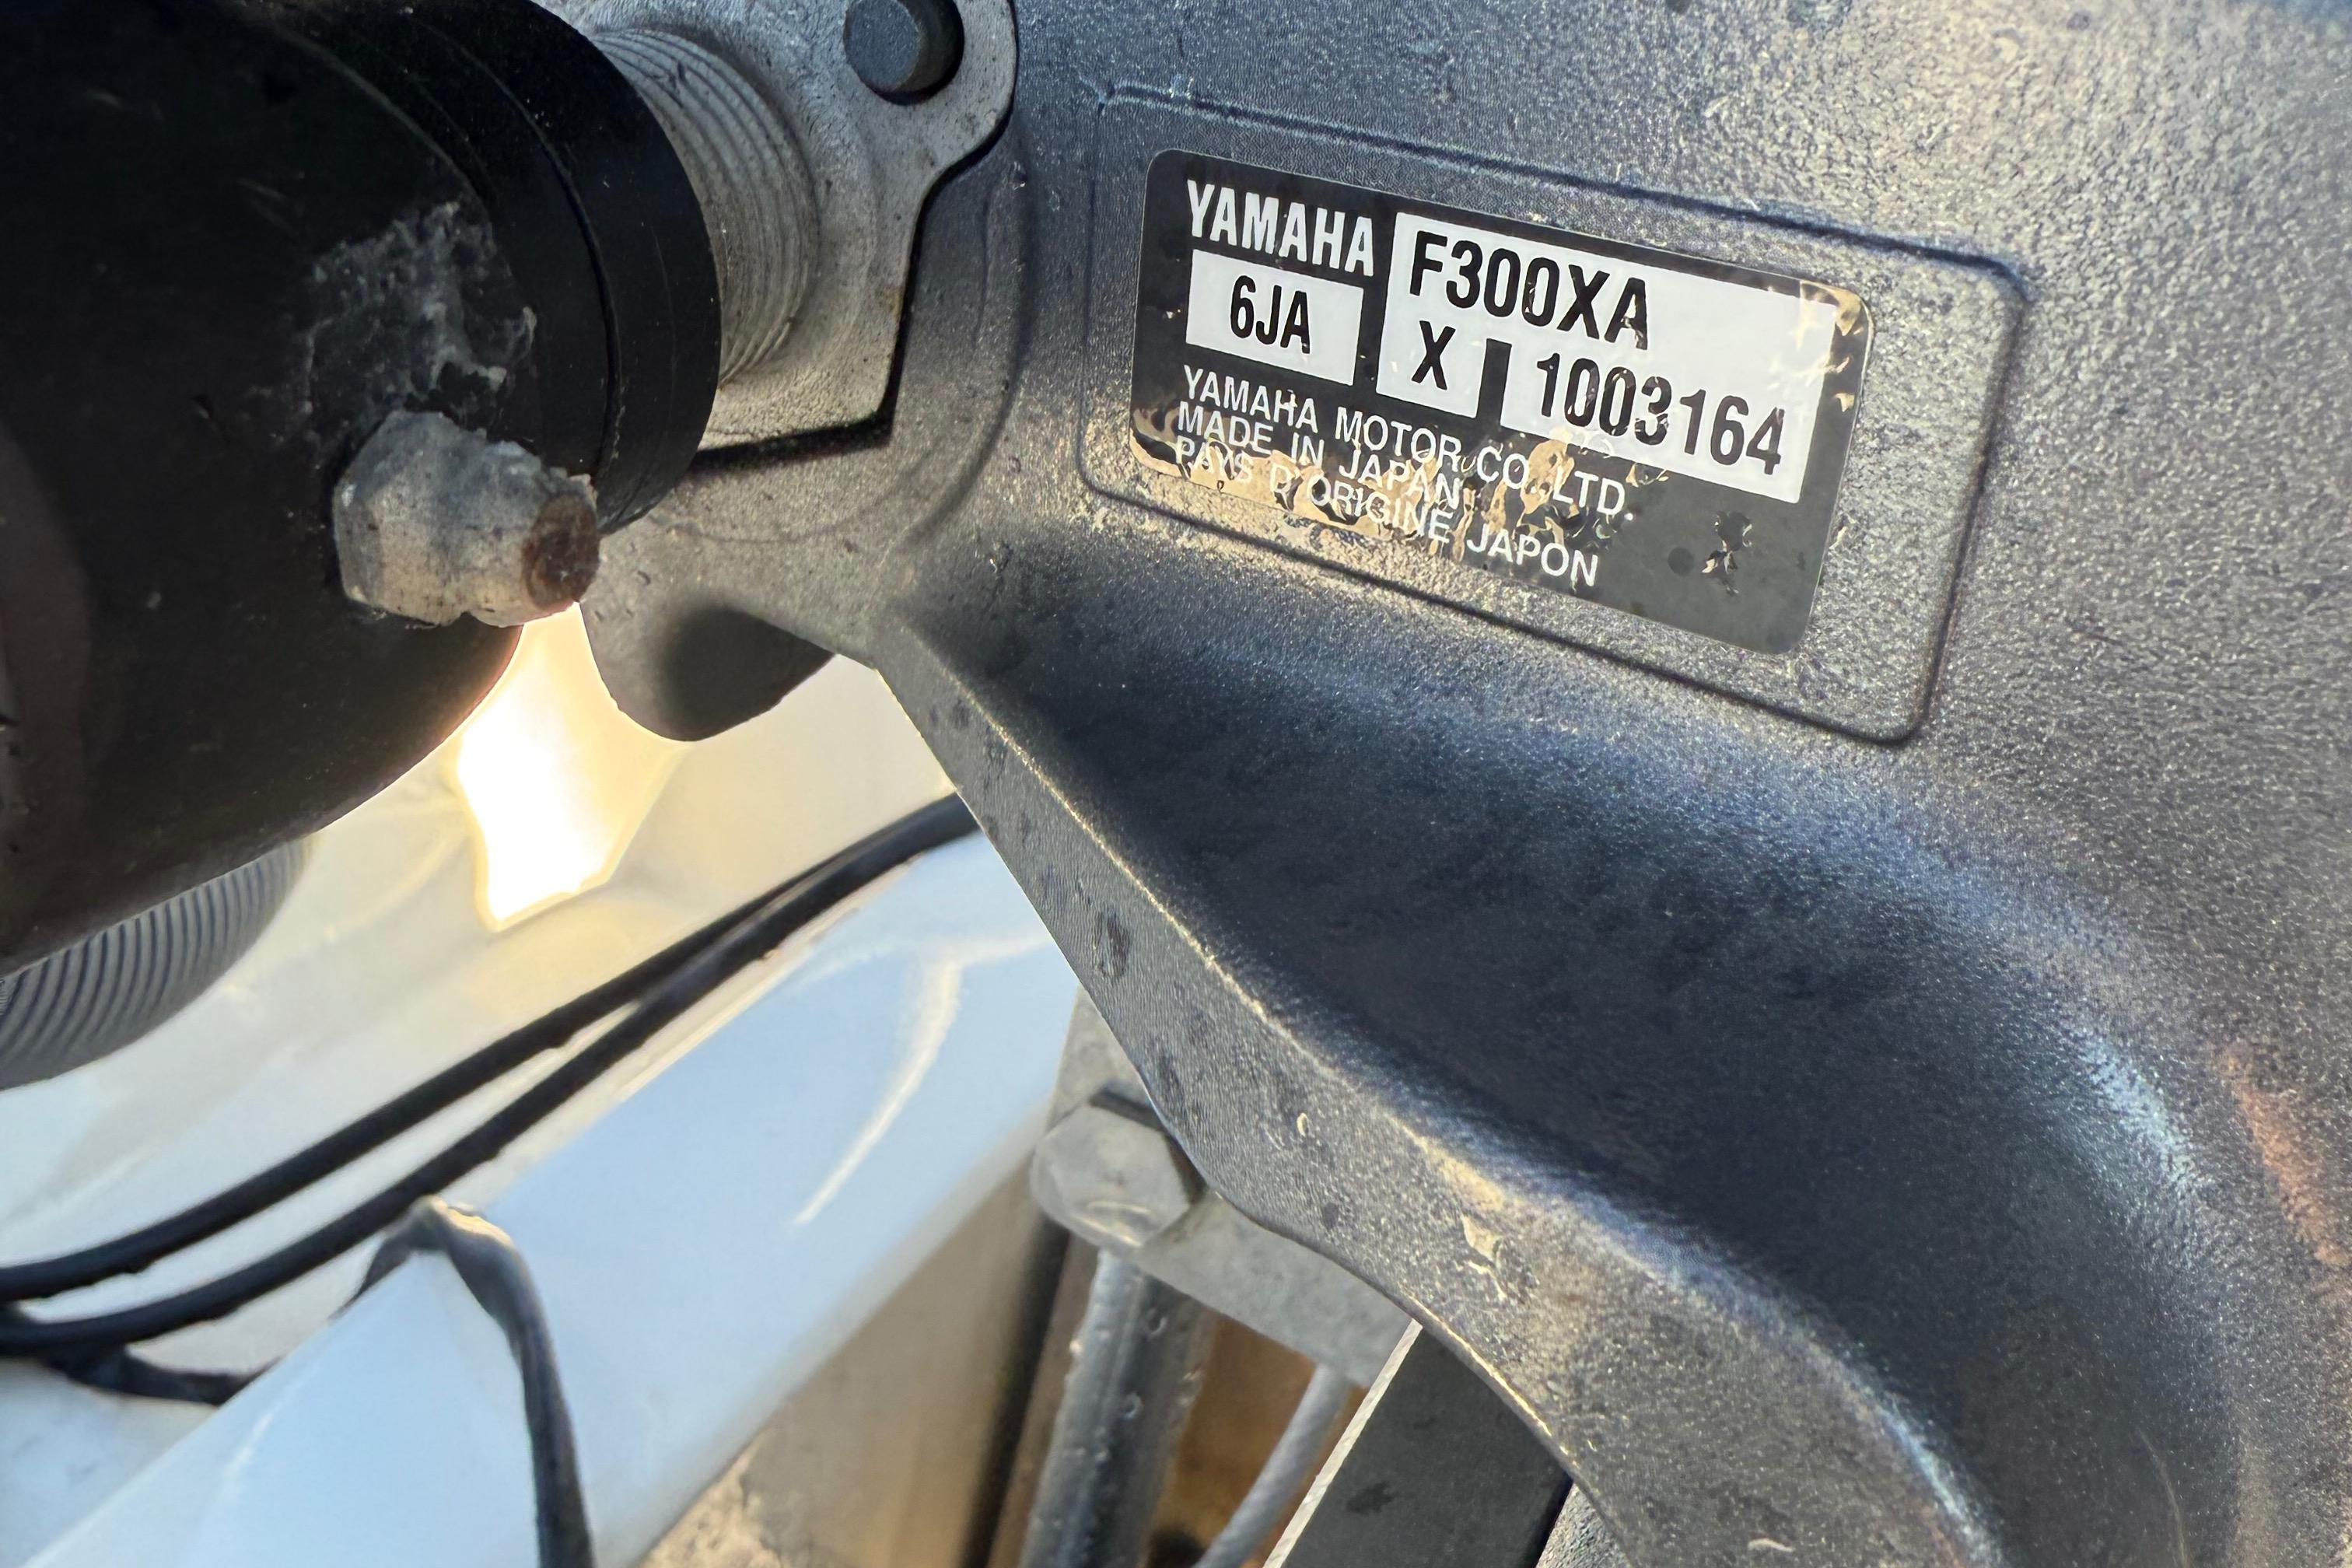 YAMAHA F300XA
6JA X 1003164
YAMAHA MOTOR CO., LTD.
MADE IN JAPAN
PAYS D'ORIGINE JAPON